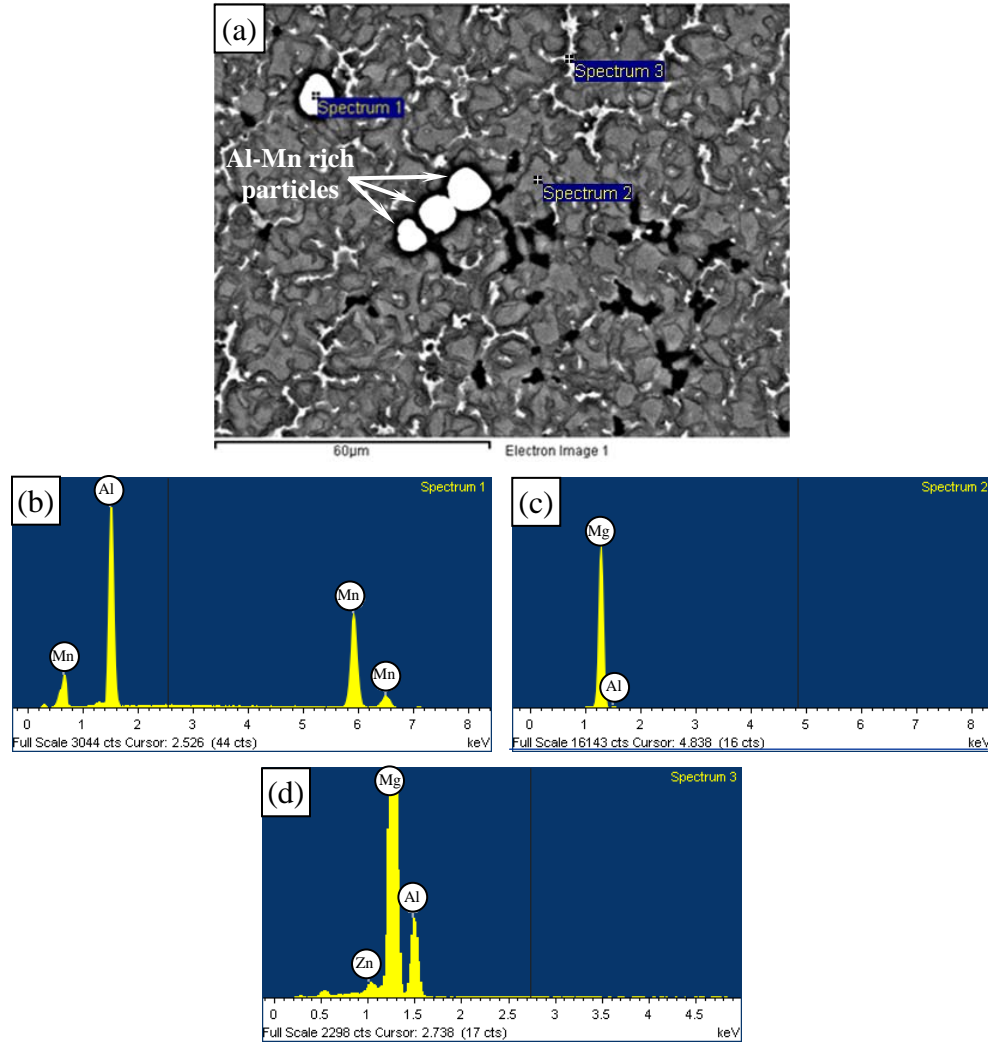 (a)
Spectrum 3
Spectrum 1
Al-Mn rich
particles
Spectrum 2
60µm
Electron Image 1
(b)
Al
Spectrum 1
Mn
Mn
Mn
0 1 2 3 4 5 6 7 8
Full Scale 3044 cts Cursor: 2.526 (44 cts)
keV
(c)
Spectrum 2
Mg
Al
0 1 2 3 4 5 6 7 8
Full Scale 16143 cts Cursor: 4.838 (16 cts)
keV
(d)
Mg
Spectrum 3
Al
Zn
0 0.5 1 1.5 2 2.5 3 3.5 4 4.5
Full Scale 2298 cts Cursor: 2.738 (17 cts)
keV